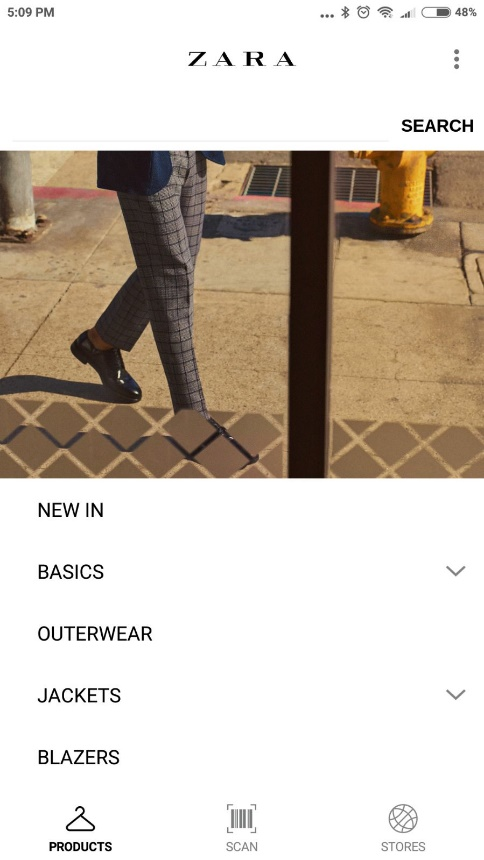 5:09 PM
48%
ZARA
SEARCH
NEW IN
BASICS
OUTERWEAR
JACKETS
BLAZERS
PRODUCTS
SCAN
STORES